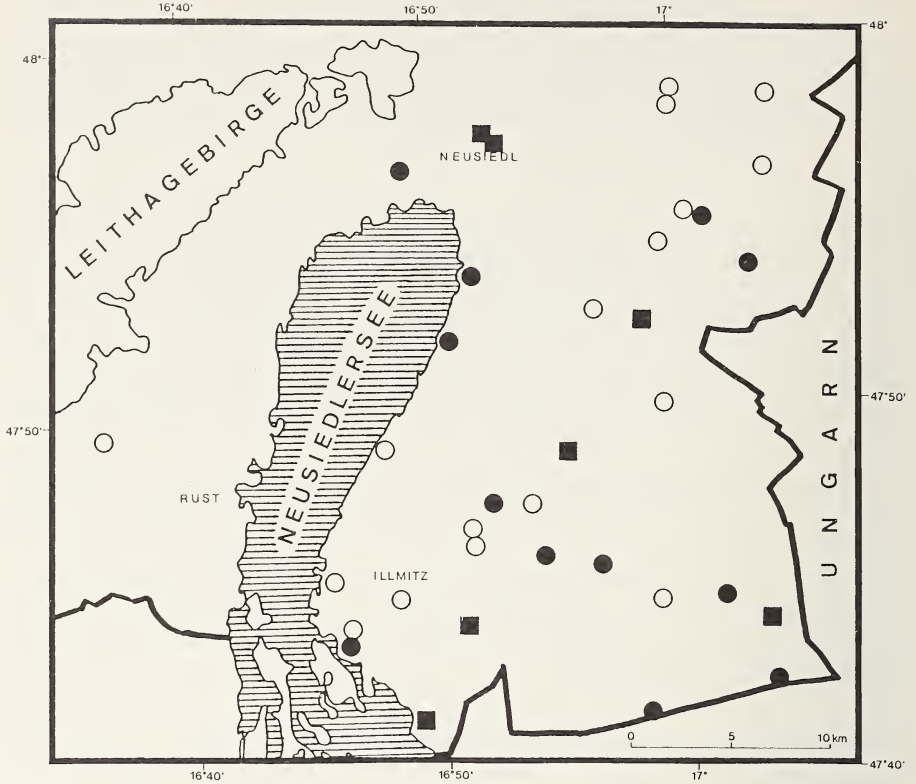 16°40' 16°50' 17°
48°
48°
LEITHAGEBIRGE
NEUSIEDL
NEUSIEDLERSEE
UNGARN
47°50'
47°50'
RUST
ILLMITZ
0 5 10 km
16°40' 16°50' 17° 47°40'